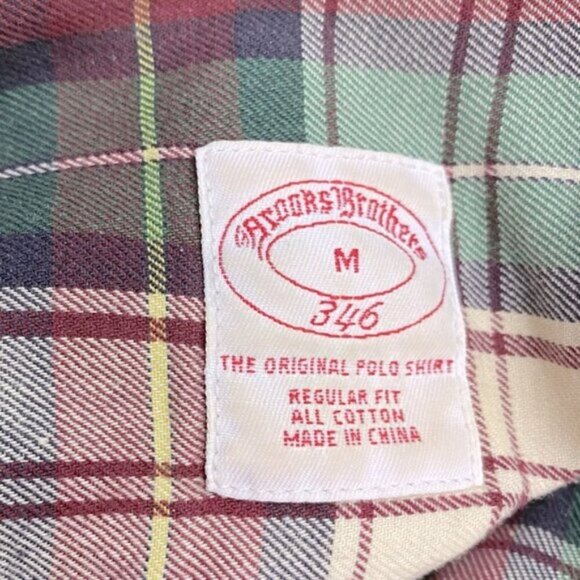 Brooks Brothers
M
346
THE ORIGINAL POLO SHIRT
REGULAR FIT
ALL COTTON
MADE IN CHINA